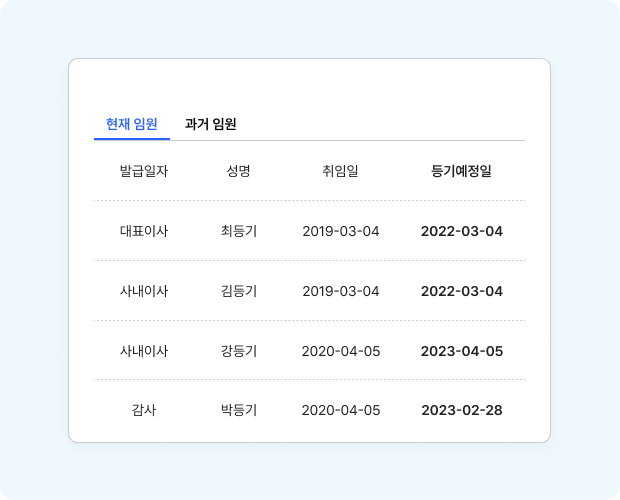 현재 임원 과거 임원
발급일자 성명 취임일 등기예정일
대표이사 최등기 2019-03-04 2022-03-04
사내이사 김등기 2019-03-04 2022-03-04
사내이사 강등기 2020-04-05 2023-04-05
감사 박등기 2020-04-05 2023-02-28